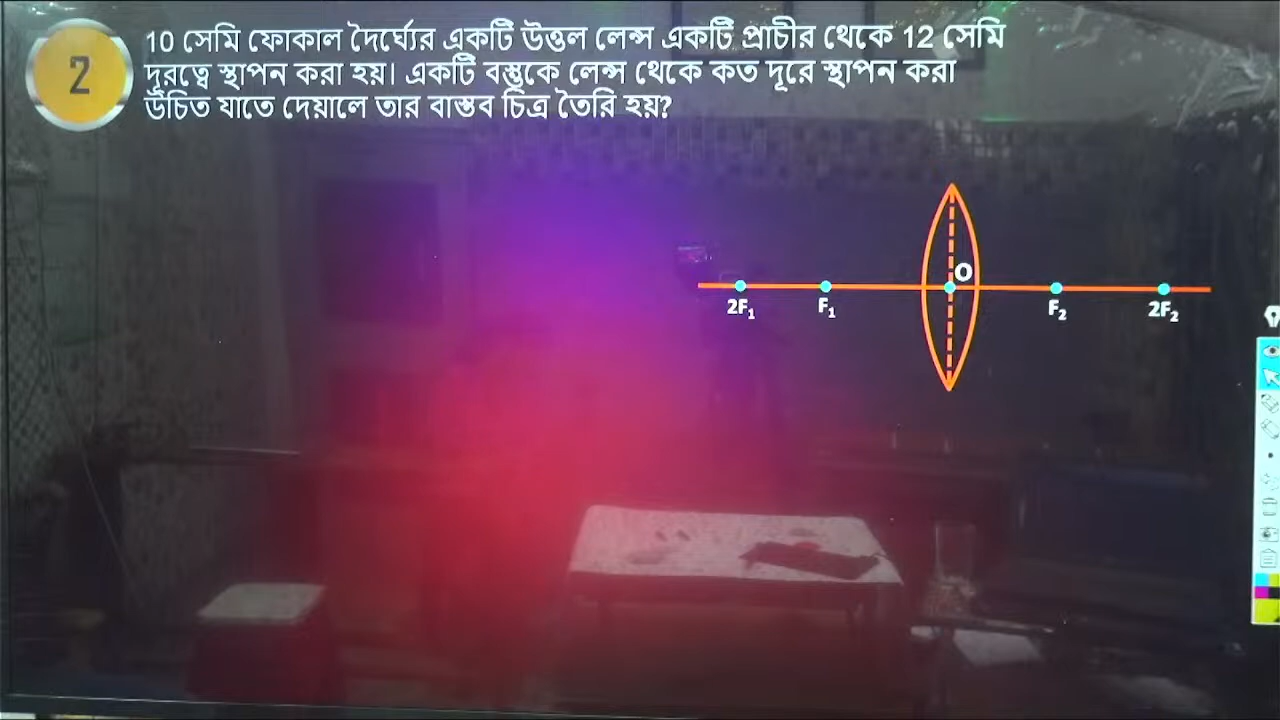 2
10 সেমি ফোকাল দৈর্ঘ্যের একটি উত্তল লেন্স একটি প্রাচীর থেকে 12 সেমি
দূরত্বে স্থাপন করা হয়। একটি বস্তুকে লেন্স থেকে কত দূরে স্থাপন করা
উচিত যাতে দেয়ালে তার বাস্তব চিত্র তৈরি হয়?
O
2F₁ F₁ F₂ 2F₂